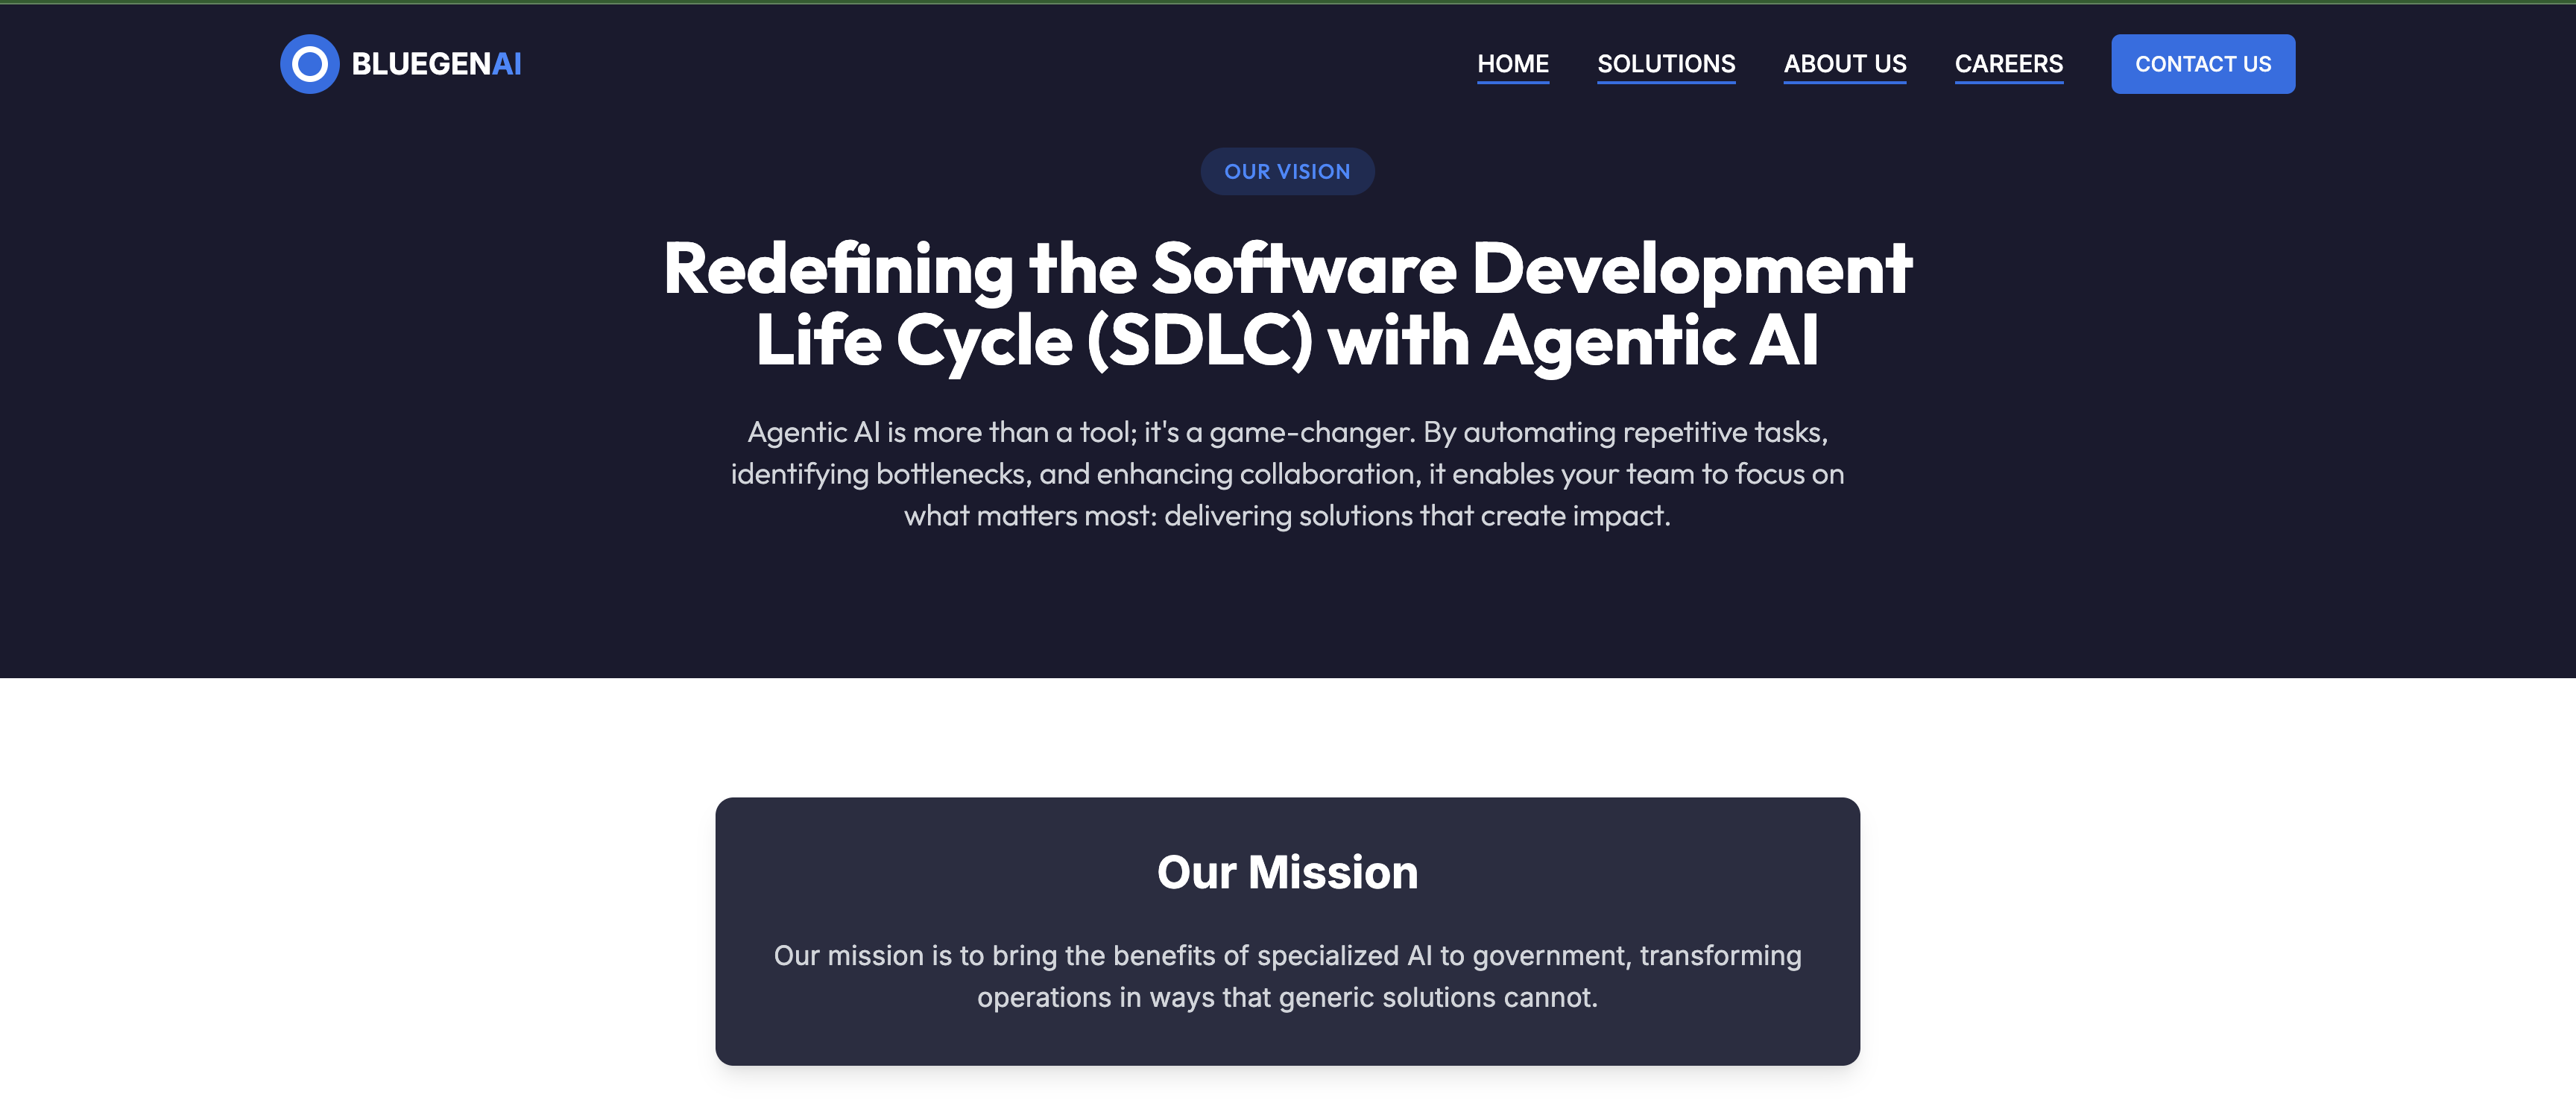 BLUEGENAI
HOME SOLUTIONS ABOUT US CAREERS CONTACT US
OUR VISION
Redefining the Software Development
Life Cycle (SDLC) with Agentic AI
Agentic AI is more than a tool; it's a game-changer. By automating repetitive tasks,
identifying bottlenecks, and enhancing collaboration, it enables your team to focus on
what matters most: delivering solutions that create impact.
Our Mission
Our mission is to bring the benefits of specialized AI to government, transforming
operations in ways that generic solutions cannot.